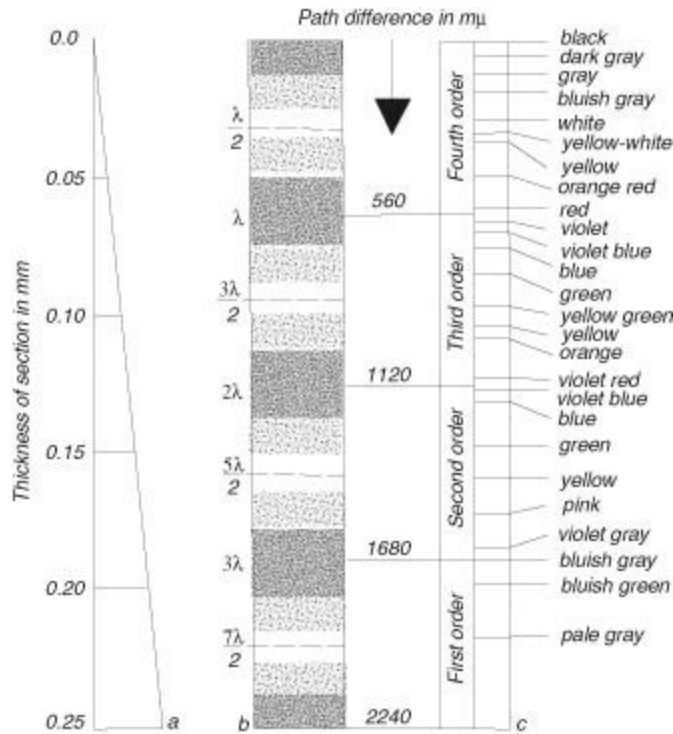 Path difference in mμ
0.0
0.05
0.10
0.15
0.20
0.25
Thickness of section in mm
a
λ
2
λ
3λ
2
2λ
5λ
2
3λ
7λ
2
b
560
1120
1680
2240
Fourth order
Third order
Second order
First order
c
black
dark gray
gray
bluish gray
white
yellow-white
yellow
orange red
red
violet
violet blue
blue
green
yellow green
yellow
orange
violet red
violet blue
blue
green
yellow
pink
violet gray
bluish gray
bluish green
pale gray